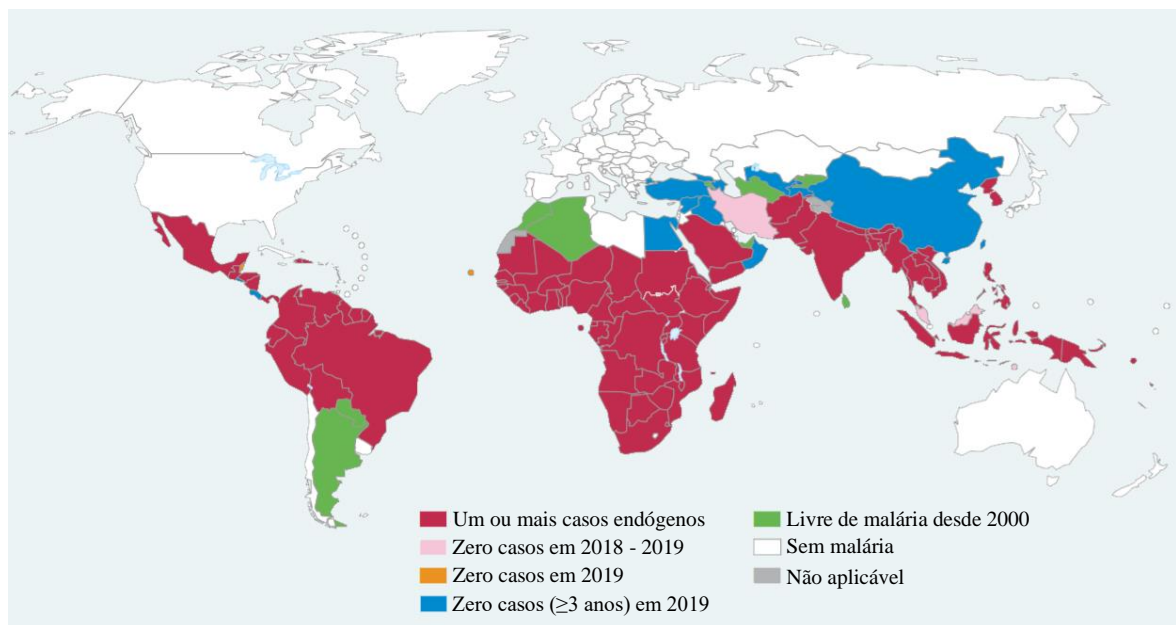 Um ou mais casos endógenos
Zero casos em 2018 - 2019
Zero casos em 2019
Zero casos (≥3 anos) em 2019
Livre de malária desde 2000
Sem malária
Não aplicável